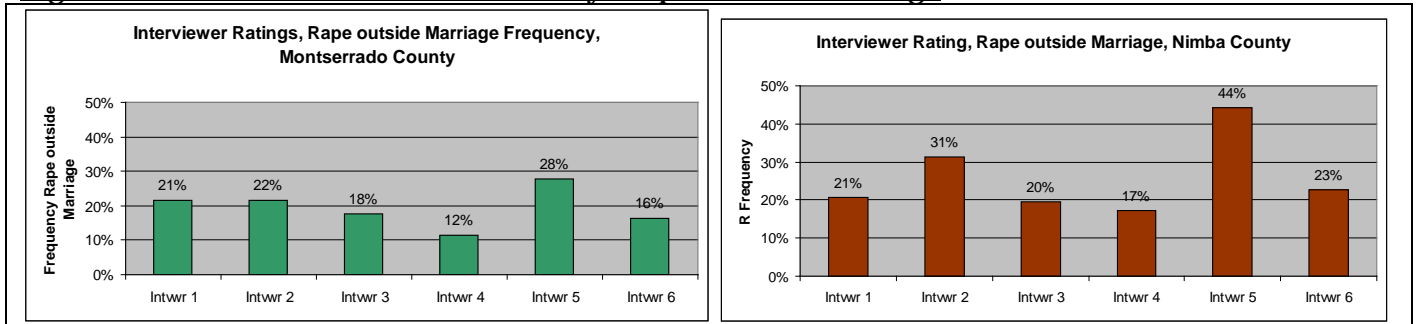 Interviewer Ratings, Rape outside Marriage Frequency,
Montserrado County
Frequency Rape outside
Marriage
50%
40%
30%
20%
10%
0%
21%
22%
18%
12%
28%
16%
Intwr 1
Intwr 2
Intwr 3
Intwr 4
Intwr 5
Intwr 6
Interviewer Rating, Rape outside Marriage, Nimba County
R Frequency
50%
40%
30%
20%
10%
0%
21%
31%
20%
17%
44%
23%
Intwr 1
Intwr 2
Intwr 3
Intwr 4
Intwr 5
Intwr 6